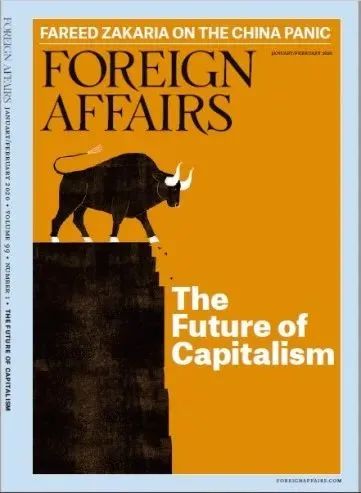 FAREED ZAKARIA ON THE CHINA PANIC
JANUARY/FEBRUARY 2020
FOREIGN
AFFAIRS
The
Future of
Capitalism
FOREIGNAFFAIRS.COM
FOREIGN AFFAIRS JANUARY/FEBRUARY 2020 • VOLUME 99 • NUMBER 1 • THE FUTURE OF CAPITALISM